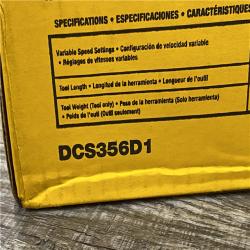 SPECIFICATIONS • ESPECIFICACIONES • CARACTÉRISTIQUES
Variable Speed Settings • Configuración de velocidad variable
• Réglages de vitesses variables
Tool Length • Longitud de la herramienta • Longueur de l'outil
Tool Weight (Tool only) • Peso de la herramienta (Solo herramienta)
• Poids de l'outil (Outil seulement)
DCS356D1